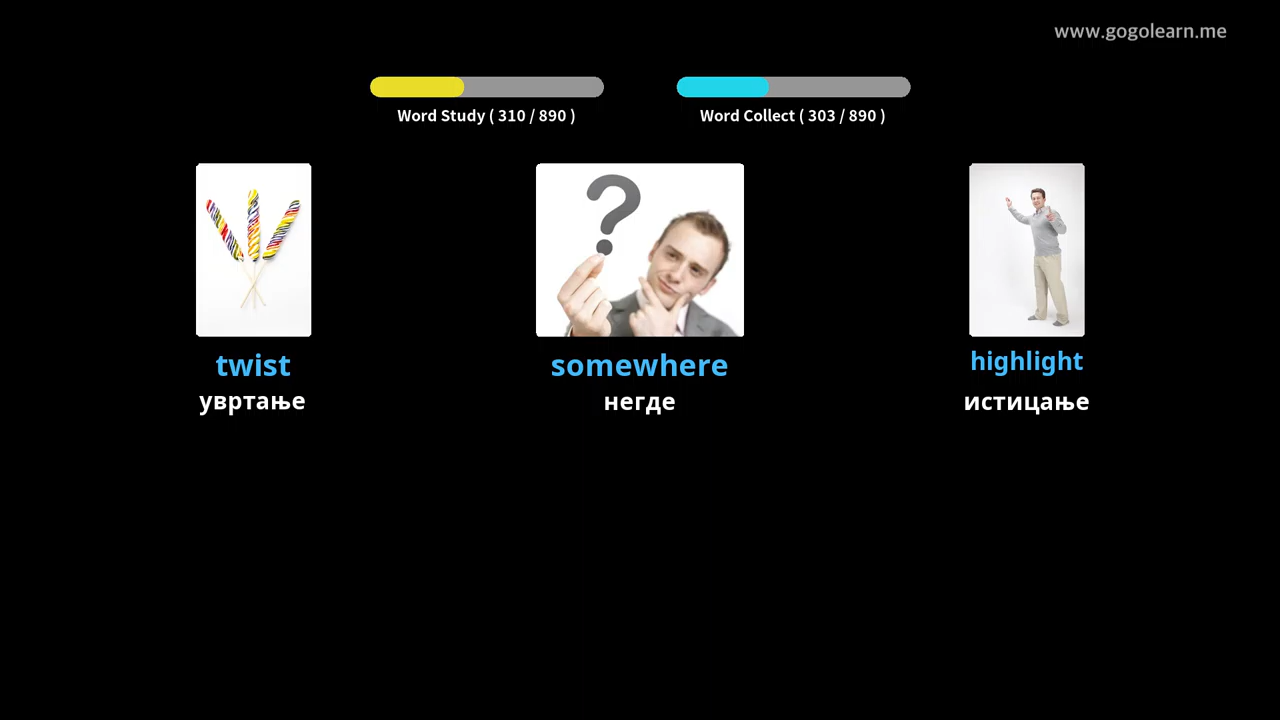 www.gogolearn.me
Word Study ( 310 / 890 )
Word Collect ( 303 / 890 )
twist
увртање
somewhere
негде
highlight
истицање